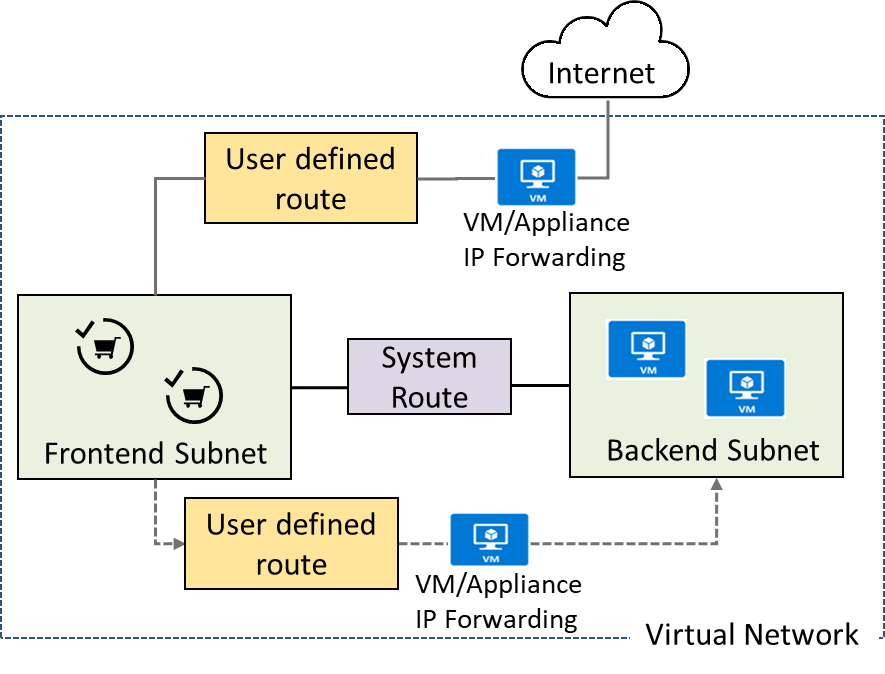 Internet
User defined
route
VM
VM/Appliance
IP Forwarding
System
Route
VM
VM
Frontend Subnet
Backend Subnet
User defined
route
VM
VM/Appliance
IP Forwarding
Virtual Network